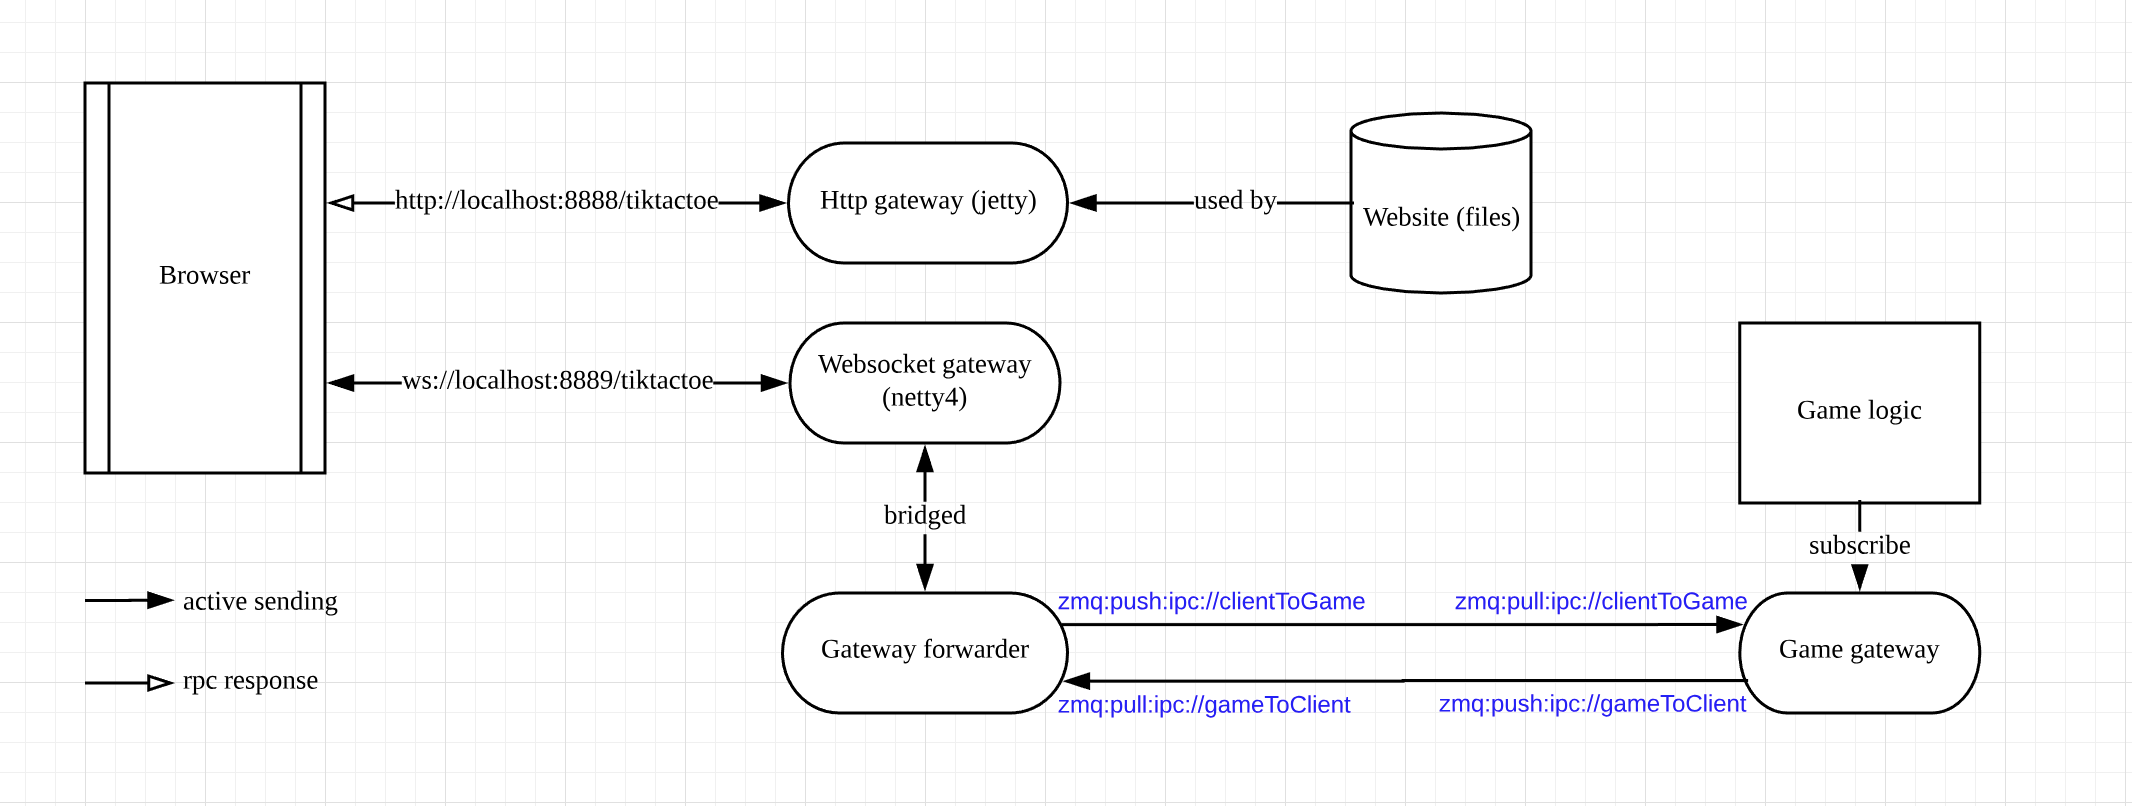 http://localhost:8888/tiktactoe
Http gateway (jetty)
used by
Website (files)
Browser
ws://localhost:8889/tiktactoe
Websocket gateway
(netty4)
Game logic
bridged
subscribe
active sending
rpc response
Gateway forwarder
zmq:push:ipc://clientToGame
zmq:pull:ipc://clientToGame
Game gateway
zmq:pull:ipc://gameToClient
zmq:push:ipc://gameToClient